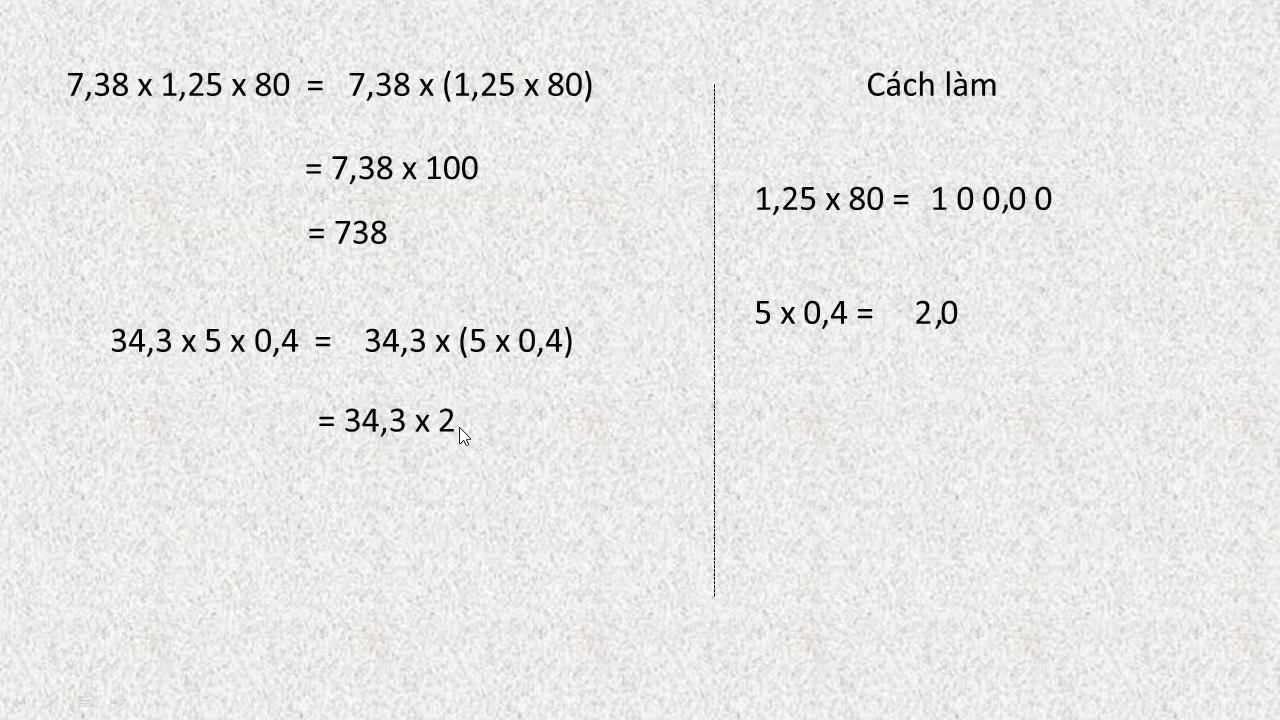 7,38 x 1,25 x 80 = 7,38 x (1,25 x 80)
= 7,38 x 100
= 738
34,3 x 5 x 0,4 = 34,3 x (5 x 0,4)
= 34,3 x 2
Cách làm
1,25 x 80 = 1 0 0,0 0
5 x 0,4 = 2,0